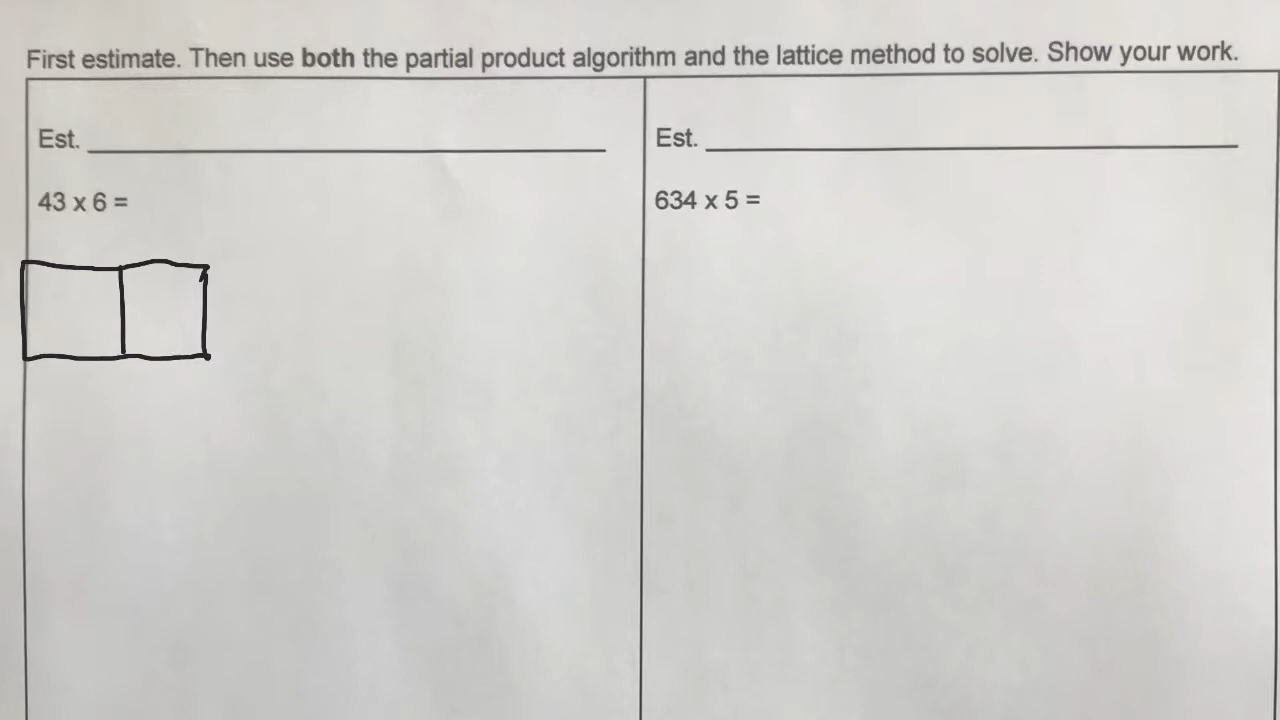 First estimate. Then use both the partial product algorithm and the lattice method to solve. Show your work.
Est.
43 x 6 =
Est.
634 x 5 =